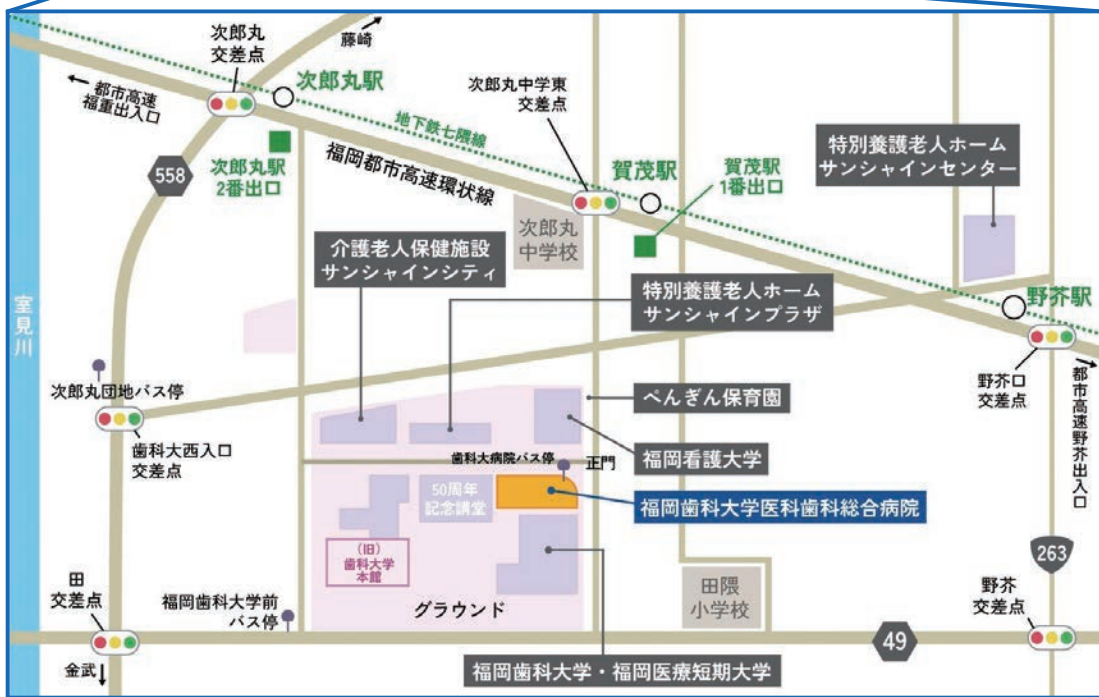 次郎丸
交差点
藤崎
都市高速
福重出入口
次郎丸駅
次郎丸中学東
交差点
地下鉄七隈線
特別養護老人ホーム
サンシャインセンター
558
次郎丸駅
2番出口
福岡都市高速環状線
賀茂駅
賀茂駅
1番出口
次郎丸
中学校
介護老人保健施設
サンシャインシティ
特別養護老人ホーム
サンシャインプラザ
室見川
野芥駅
次郎丸団地バス停
歯科大西入口
交差点
ぺんぎん保育園
野芥口
交差点
都市高速野芥出入口
福岡看護大学
歯科大病院バス停
正門
50周年
記念講堂
福岡歯科大学医科歯科総合病院
(旧)
歯科大学
本館
263
田
交差点
福岡歯科大学前
バス停
グラウンド
田隈
小学校
野芥
交差点
49
金武
福岡歯科大学・福岡医療短期大学